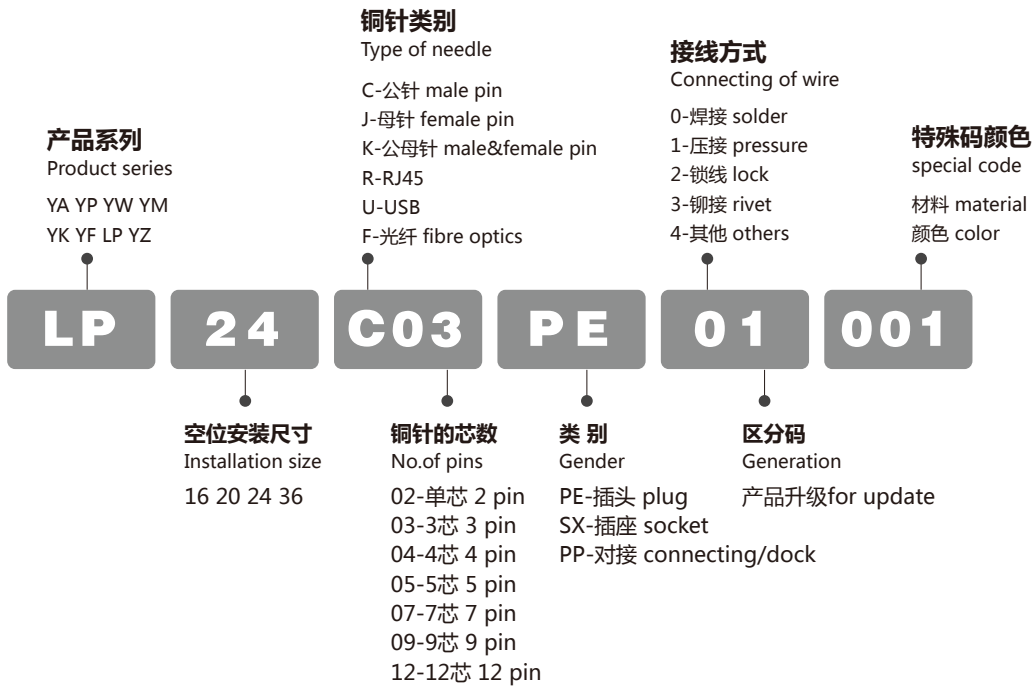 铜针类别
Type of needle
C-公针 male pin
J-母针 female pin
K-公母针 male&female pin
R-RJ45
U-USB
F-光纤 fibre optics
接线方式
Connecting of wire
0-焊接 solder
1-压接 pressure
2-锁线 lock
3-铆接 rivet
4-其他 others
产品系列
Product series
YA YP YW YM
YK YF LP YZ
特殊码颜色
special code
材料 material
颜色 color
LP 24 C03 PE 01 001
空位安装尺寸
Installation size
16 20 24 36
铜针的芯数
No.of pins
02-单芯 2 pin
03-3芯 3 pin
04-4芯 4 pin
05-5芯 5 pin
07-7芯 7 pin
09-9芯 9 pin
12-12芯 12 pin
类 别
Gender
PE-插头 plug
SX-插座 socket
PP-对接 connecting/dock
区分码
Generation
产品升级for update